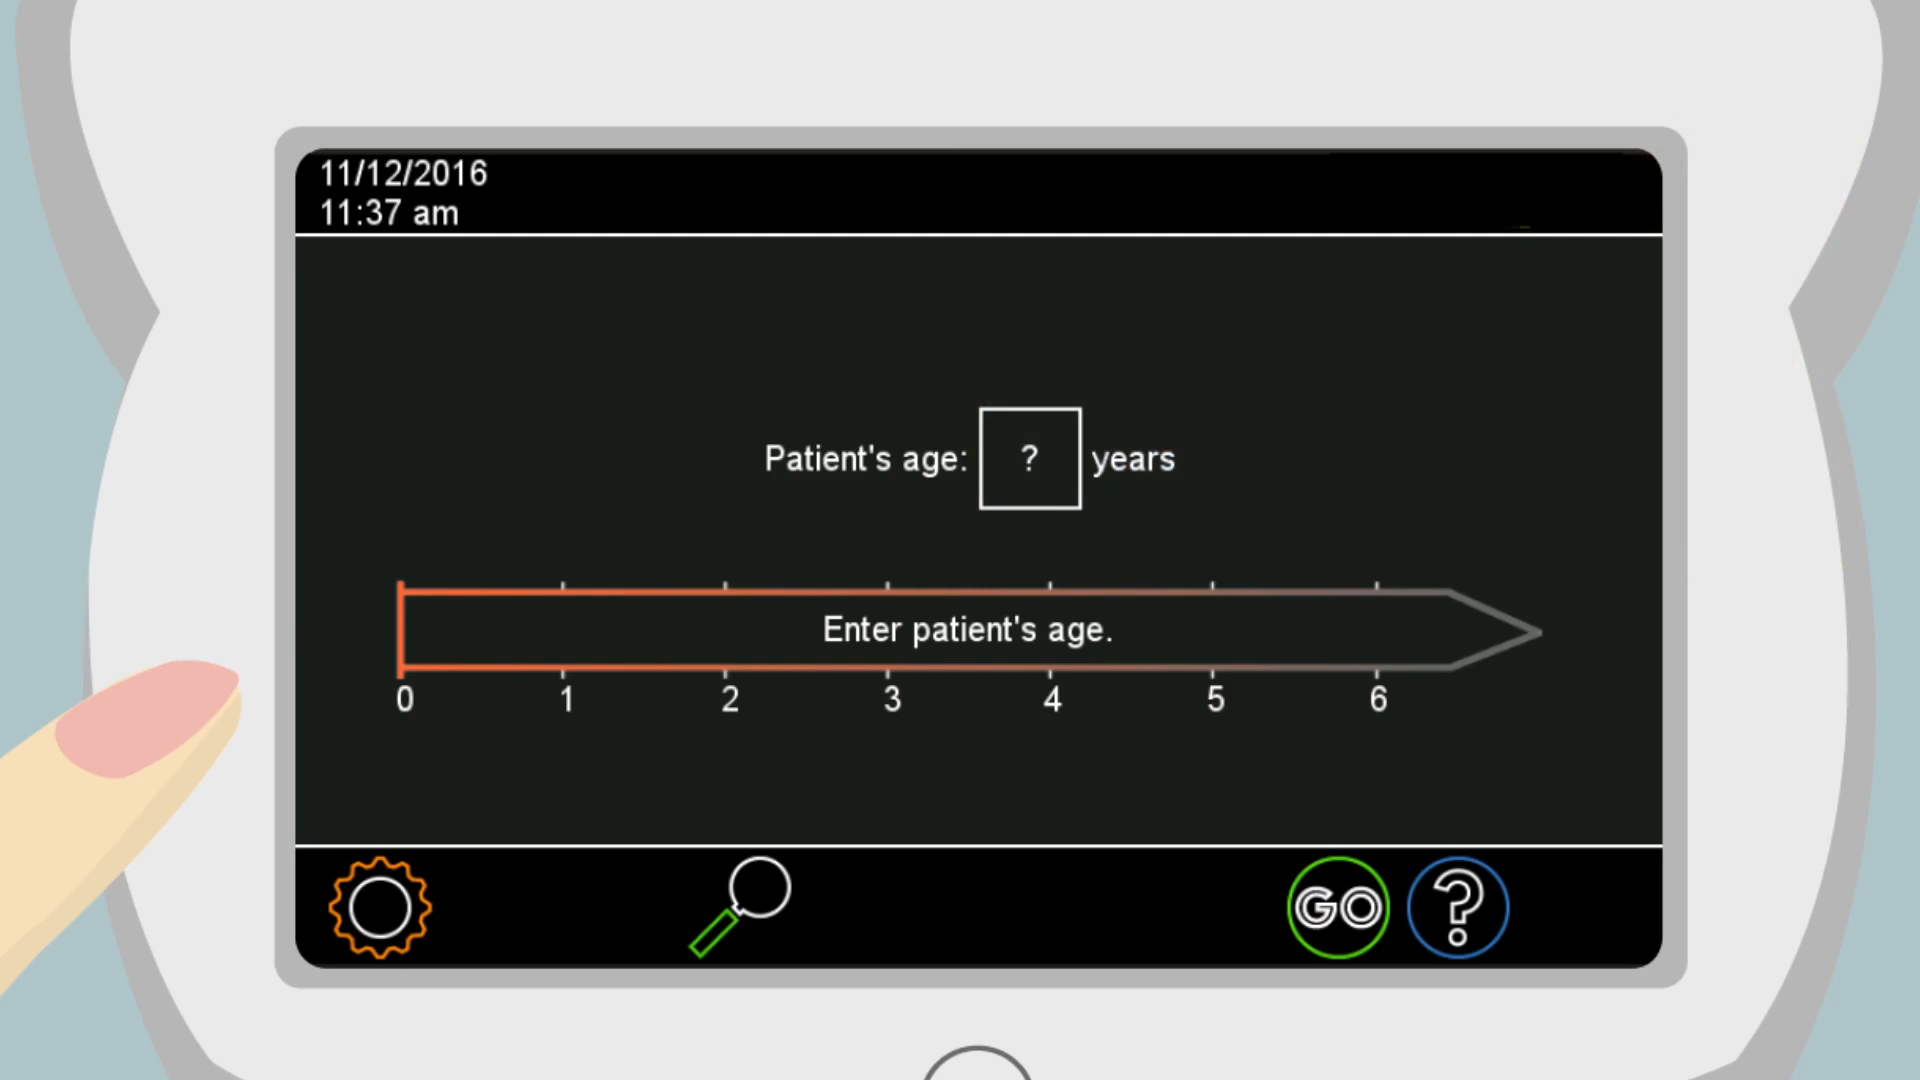 11/12/2016
11:37 am
Patient's age: ? years
Enter patient's age.
0 1 2 3 4 5 6
GO ?